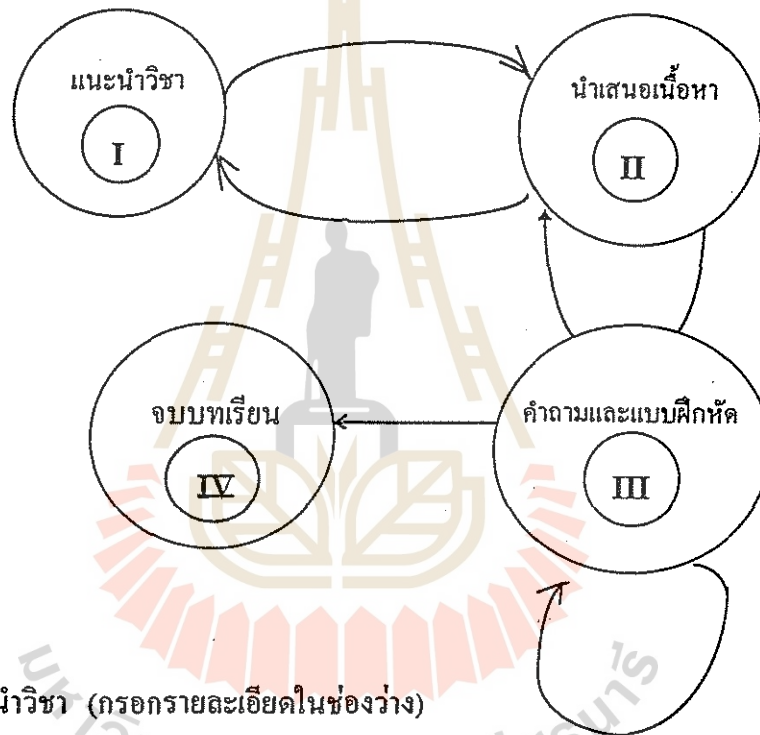 แนะนำวิชา
I
นำเสนอเนื้อหา
II
จบบทเรียน
IV
คำถามและแบบฝึกหัด
III
นำวิชา (กรอกรายละเอียดในช่องว่าง)